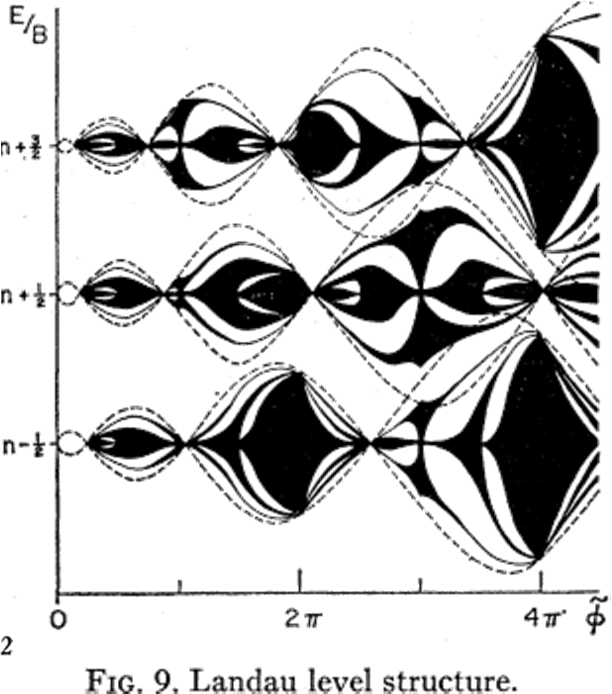 E/B
n + 3/2
n + 1/2
n - 1/2
0 2π 4π φ̃
2
FIG. 9. Landau level structure.